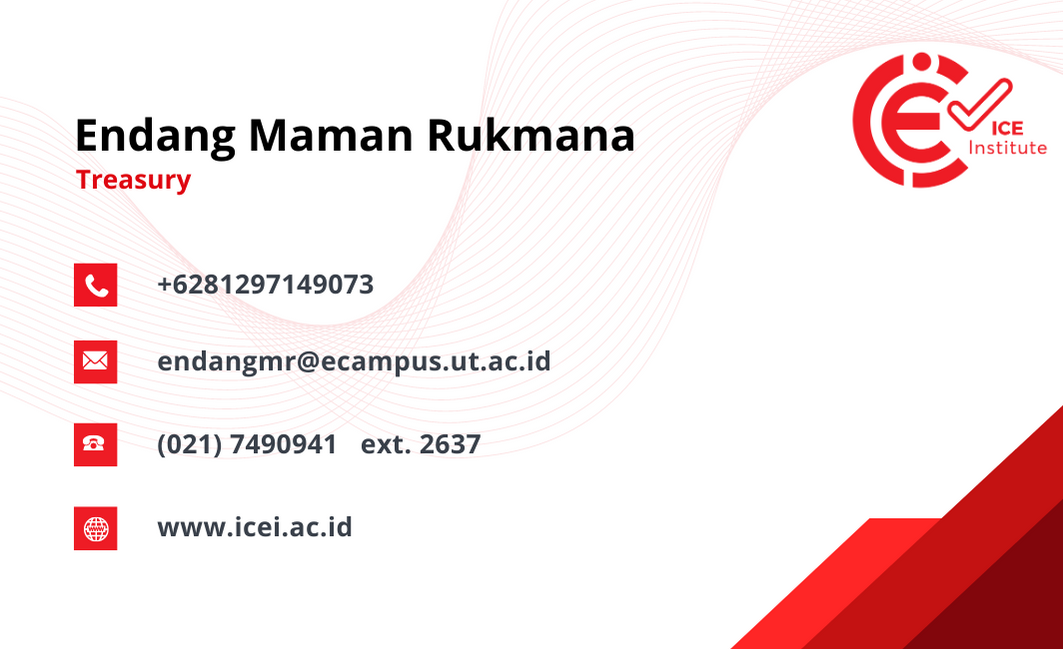 Endang Maman Rukmana
Treasury
ICE
Institute
+6281297149073
endangmr@ecampus.ut.ac.id
(021) 7490941 ext. 2637
www.icei.ac.id